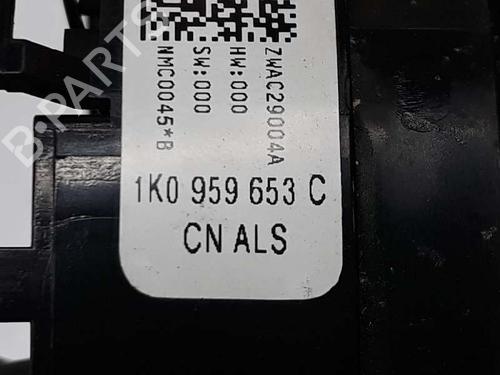 ZWAC29004A
HW:000
SW:000
NMC0045*B
1K0 959 653 C
CN ALS
B-PARTS